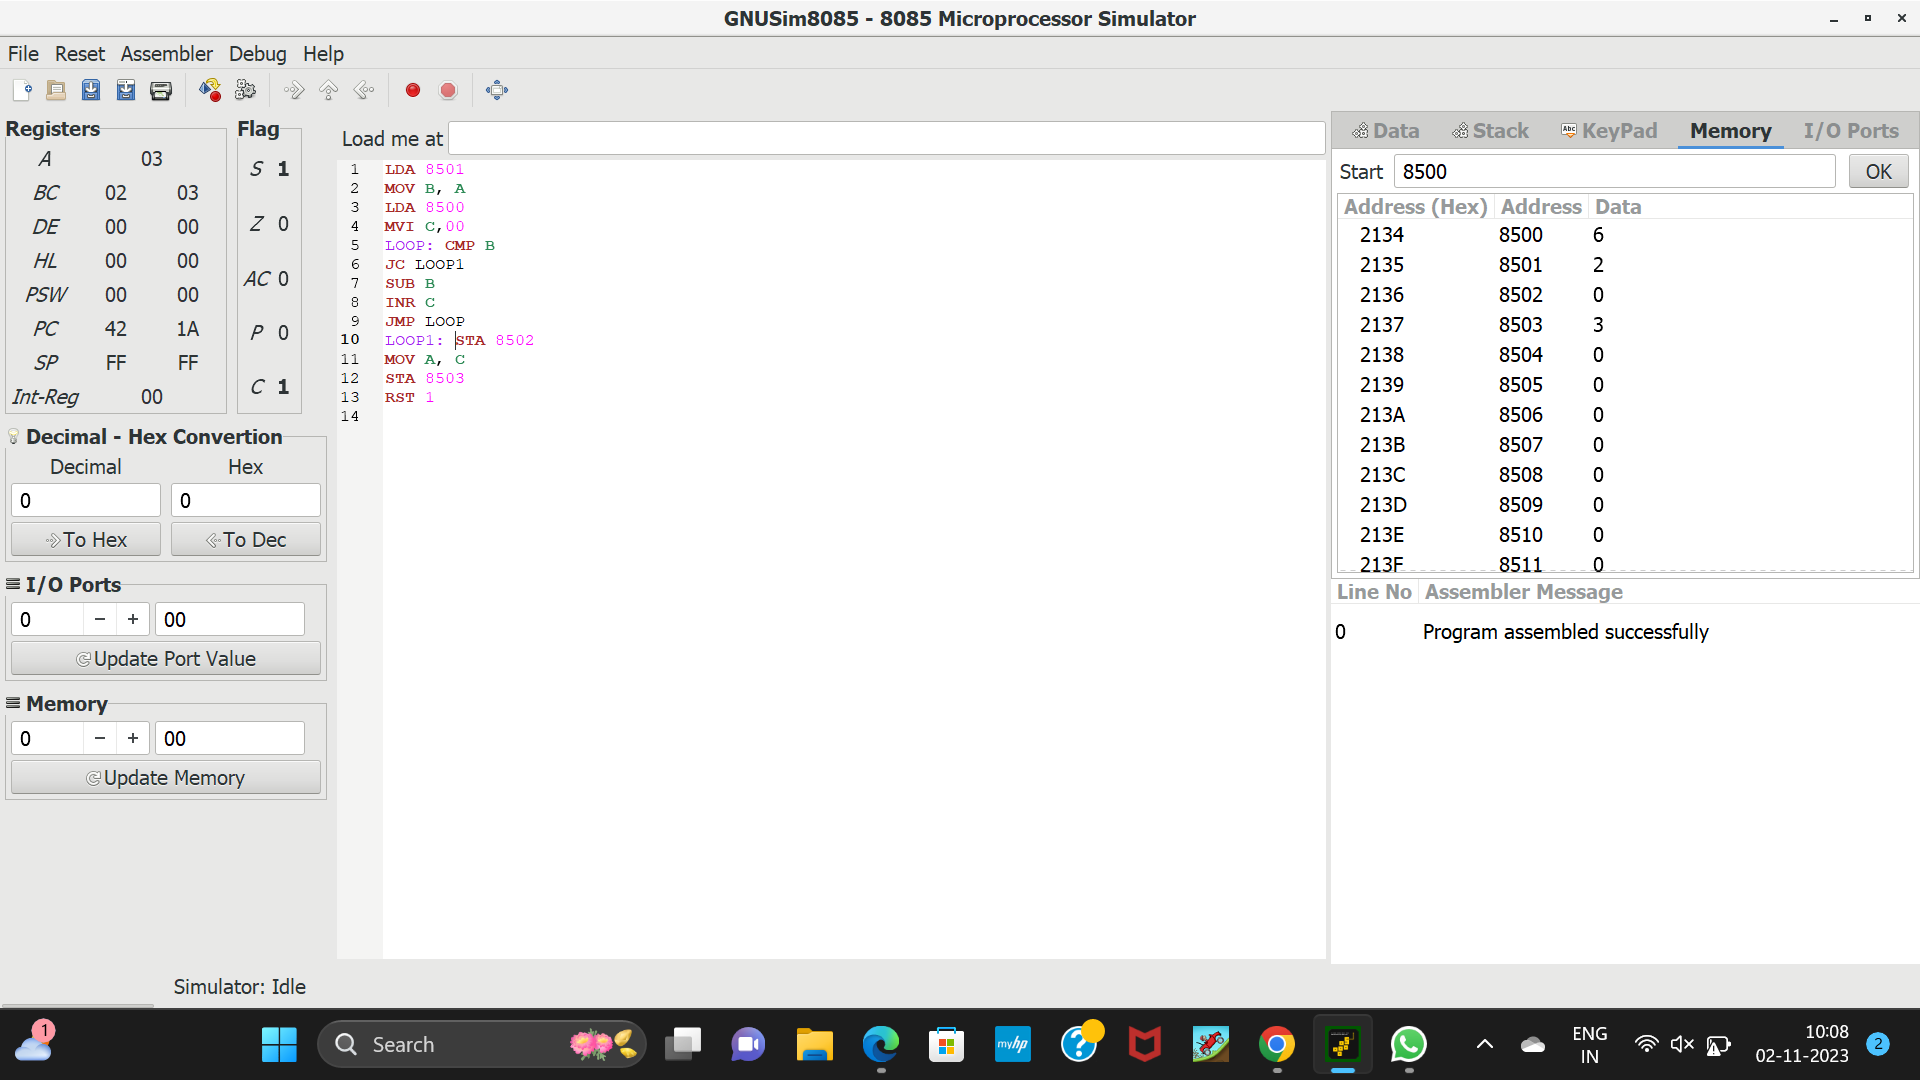 GNUSim8085 - 8085 Microprocessor Simulator
File Reset Assembler Debug Help
Registers
A 03
BC 02 03
DE 00 00
HL 00 00
PSW 00 00
PC 42 1A
SP FF FF
Int-Reg 00
Flag
S 1
Z 0
AC 0
P 0
C 1
Decimal - Hex Convertion
Decimal Hex
0 0
To Hex To Dec
I/O Ports
0 − + 00
Update Port Value
Memory
0 − + 00
Update Memory
Simulator: Idle
Load me at
1 LDA 8501
2 MOV B, A
3 LDA 8500
4 MVI C,00
5 LOOP: CMP B
6 JC LOOP1
7 SUB B
8 INR C
9 JMP LOOP
10 LOOP1: STA 8502
11 MOV A, C
12 STA 8503
13 RST 1
14
Data Stack Abc KeyPad Memory I/O Ports
Start 8500 OK
Address (Hex) Address Data
2134 8500 6
2135 8501 2
2136 8502 0
2137 8503 3
2138 8504 0
2139 8505 0
213A 8506 0
213B 8507 0
213C 8508 0
213D 8509 0
213E 8510 0
213F 8511 0
Line No Assembler Message
0 Program assembled successfully
1
Search
myhp
?
ENG
IN
10:08
02-11-2023
2